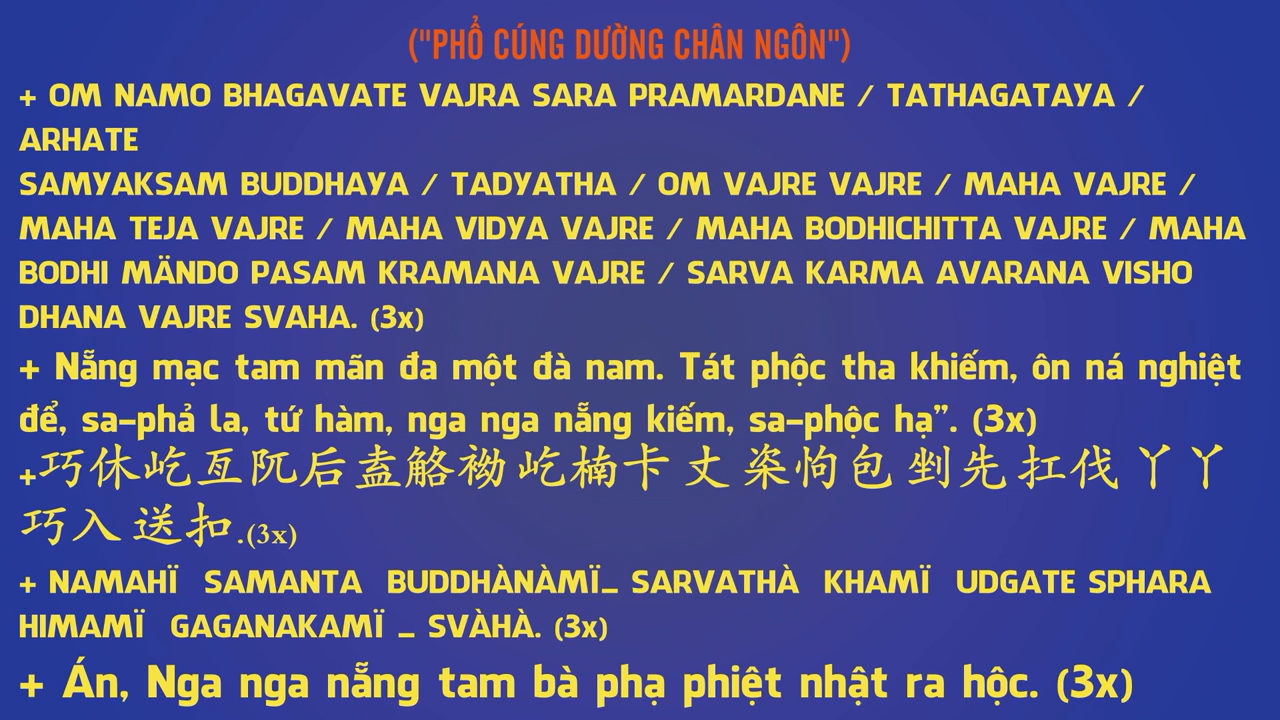 ("PHỔ CÚNG DƯỜNG CHÂN NGÔN")
+ OM NAMO BHAGAVATE VAJRA SARA PRAMARDANE / TATHAGATAYA /
ARHATE
SAMYAKSAM BUDDHAYA / TADYATHA / OM VAJRE VAJRE / MAHA VAJRE /
MAHA TEJA VAJRE / MAHA VIDYA VAJRE / MAHA BODHICHITTA VAJRE / MAHA
BODHI MÄNDO PASAM KRAMANA VAJRE / SARVA KARMA AVARANA VISHO
DHANA VAJRE SVAHA. (3x)
+ Nẵng mạc tam mãn đa một đà nam. Tát phộc tha khiếm, ôn ná nghiệt
để, sa-phả la, tứ hàm, nga nga nẵng kiếm, sa-phộc hạ”. (3x)
+巧休屹亙阢后盍觡袎 屹楠卡 丈 栥怐包 剉先 扛伐 丫丫
巧入 送扣.(3x)
+ NAMAHÏ SAMANTA BUDDHÀNÀMÏ_ SARVATHÀ KHAMÏ UDGATE SPHARA
HIMAMÏ GAGANAKAMÏ _ SVÀHÀ. (3x)
+ Án, Nga nga nẵng tam bà phạ phiệt nhật ra hộc. (3x)